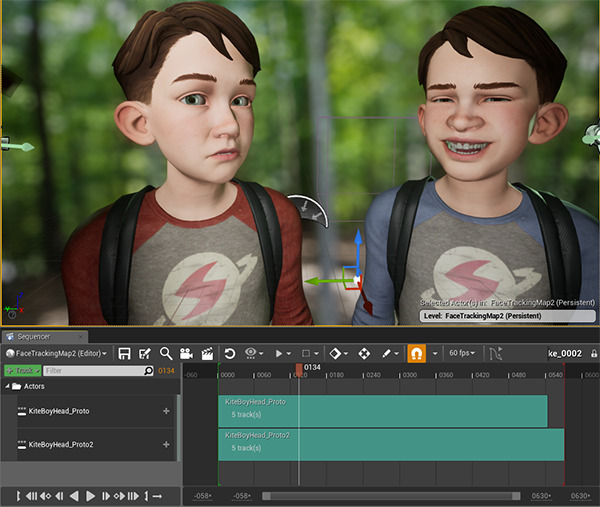 Selected Actor(s) in: FaceTrackingMap2 (Persistent)
Level: FaceTrackingMap2 (Persistent)
Sequencer
FaceTrackingMap2 (Editor)
60 fps
ke_0002
Track
Filter
0134
-060
0000
0060
0134
0180
0240
0300
0360
0420
0480
0540
0600
Actors
KiteBoyHead_Proto
KiteBoyHead_Proto
5 track(s)
KiteBoyHead_Proto2
KiteBoyHead_Proto2
5 track(s)
-058+
-058+
0630+
0630+